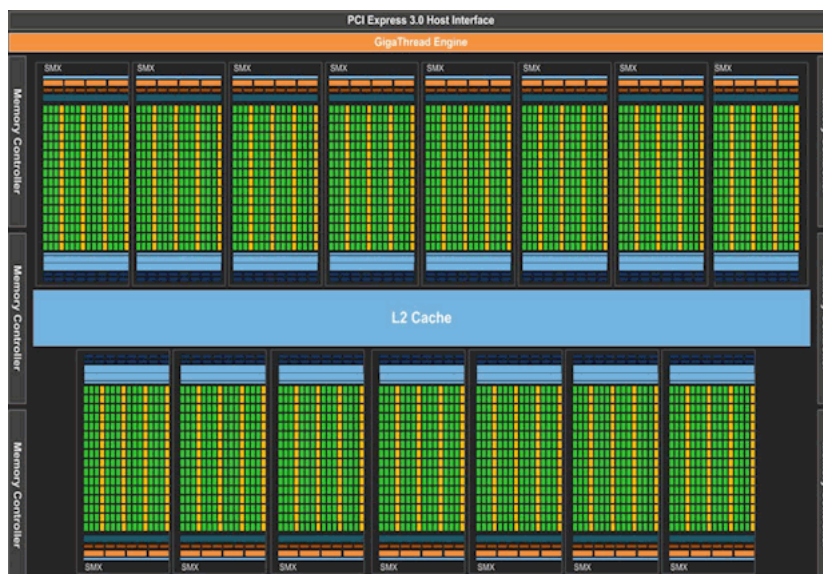 PCI Express 3.0 Host Interface
GigaThread Engine
SMX SMX SMX SMX SMX SMX SMX SMX
Memory Controller
Memory Controller
Memory Controller
L2 Cache
SMX SMX SMX SMX SMX SMX SMX